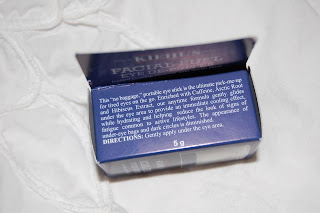 KIEHL'S
FACIAL FUEL
EYE DE-PUFFER
This "no baggage," portable eye stick is the ultimate pick-me-up
for tired eyes on the go. Enriched with Caffeine, Arctic Root
and Hibiscus Extract, our anytime formula gently glides
under the eye area to provide an immediate cooling effect,
while hydrating and helping reduce the look of signs of
fatigue common to active lifestyles. The appearance of
under-eye bags and dark circles is diminished.
DIRECTIONS: Gently apply under the eye area.
5 g